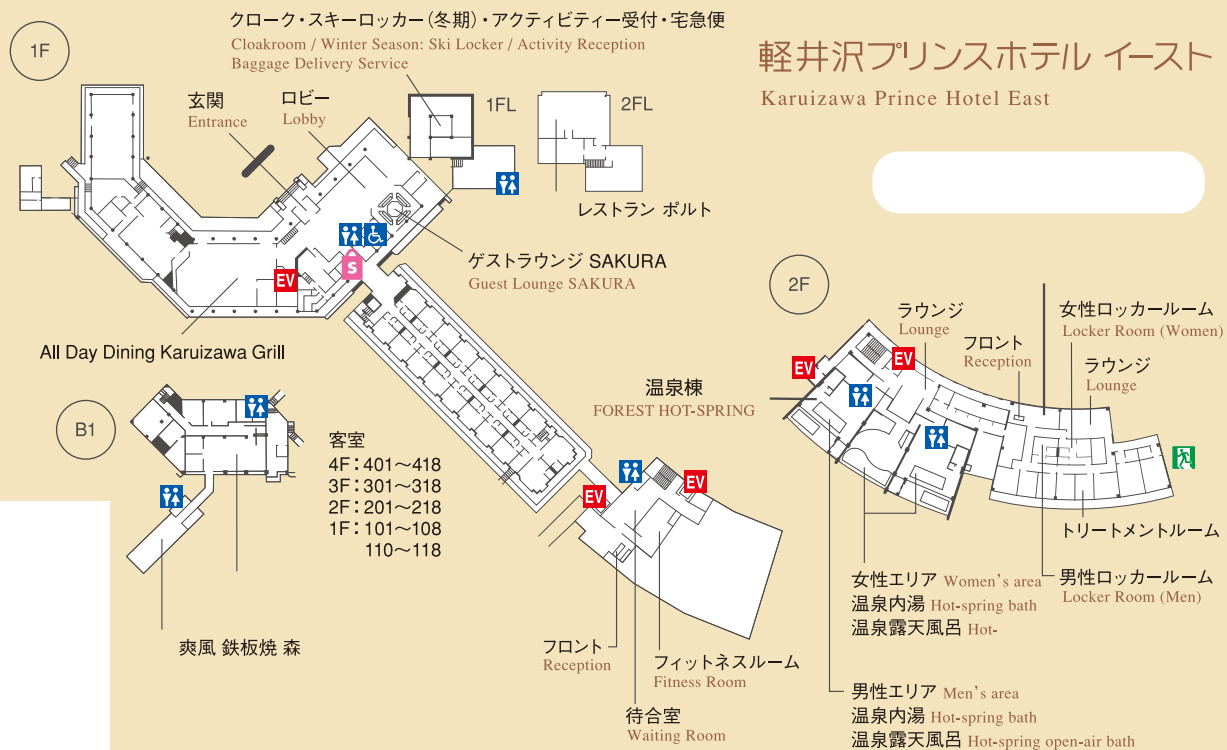 軽井沢プリンスホテル イースト
Karuizawa Prince Hotel East
1F
クローク・スキーロッカー(冬期)・アクティビティー受付・宅急便
Cloakroom / Winter Season: Ski Locker / Activity Reception
Baggage Delivery Service
玄関
Entrance
ロビー
Lobby
1FL
2FL
レストラン ポルト
S
EV
ゲストラウンジ SAKURA
Guest Lounge SAKURA
All Day Dining Karuizawa Grill
B1
爽風 鉄板焼 森
客室
4F:401〜418
3F:301〜318
2F:201〜218
1F:101〜108
110〜118
温泉棟
FOREST HOT-SPRING
EV
EV
フロント
Reception
フィットネスルーム
Fitness Room
待合室
Waiting Room
2F
ラウンジ
Lounge
フロント
Reception
女性ロッカールーム
Locker Room (Women)
ラウンジ
Lounge
EV
EV
トリートメントルーム
男性ロッカールーム
Locker Room (Men)
女性エリア Women's area
温泉内湯 Hot-spring bath
温泉露天風呂 Hot-
男性エリア Men's area
温泉内湯 Hot-spring bath
温泉露天風呂 Hot-spring open-air bath